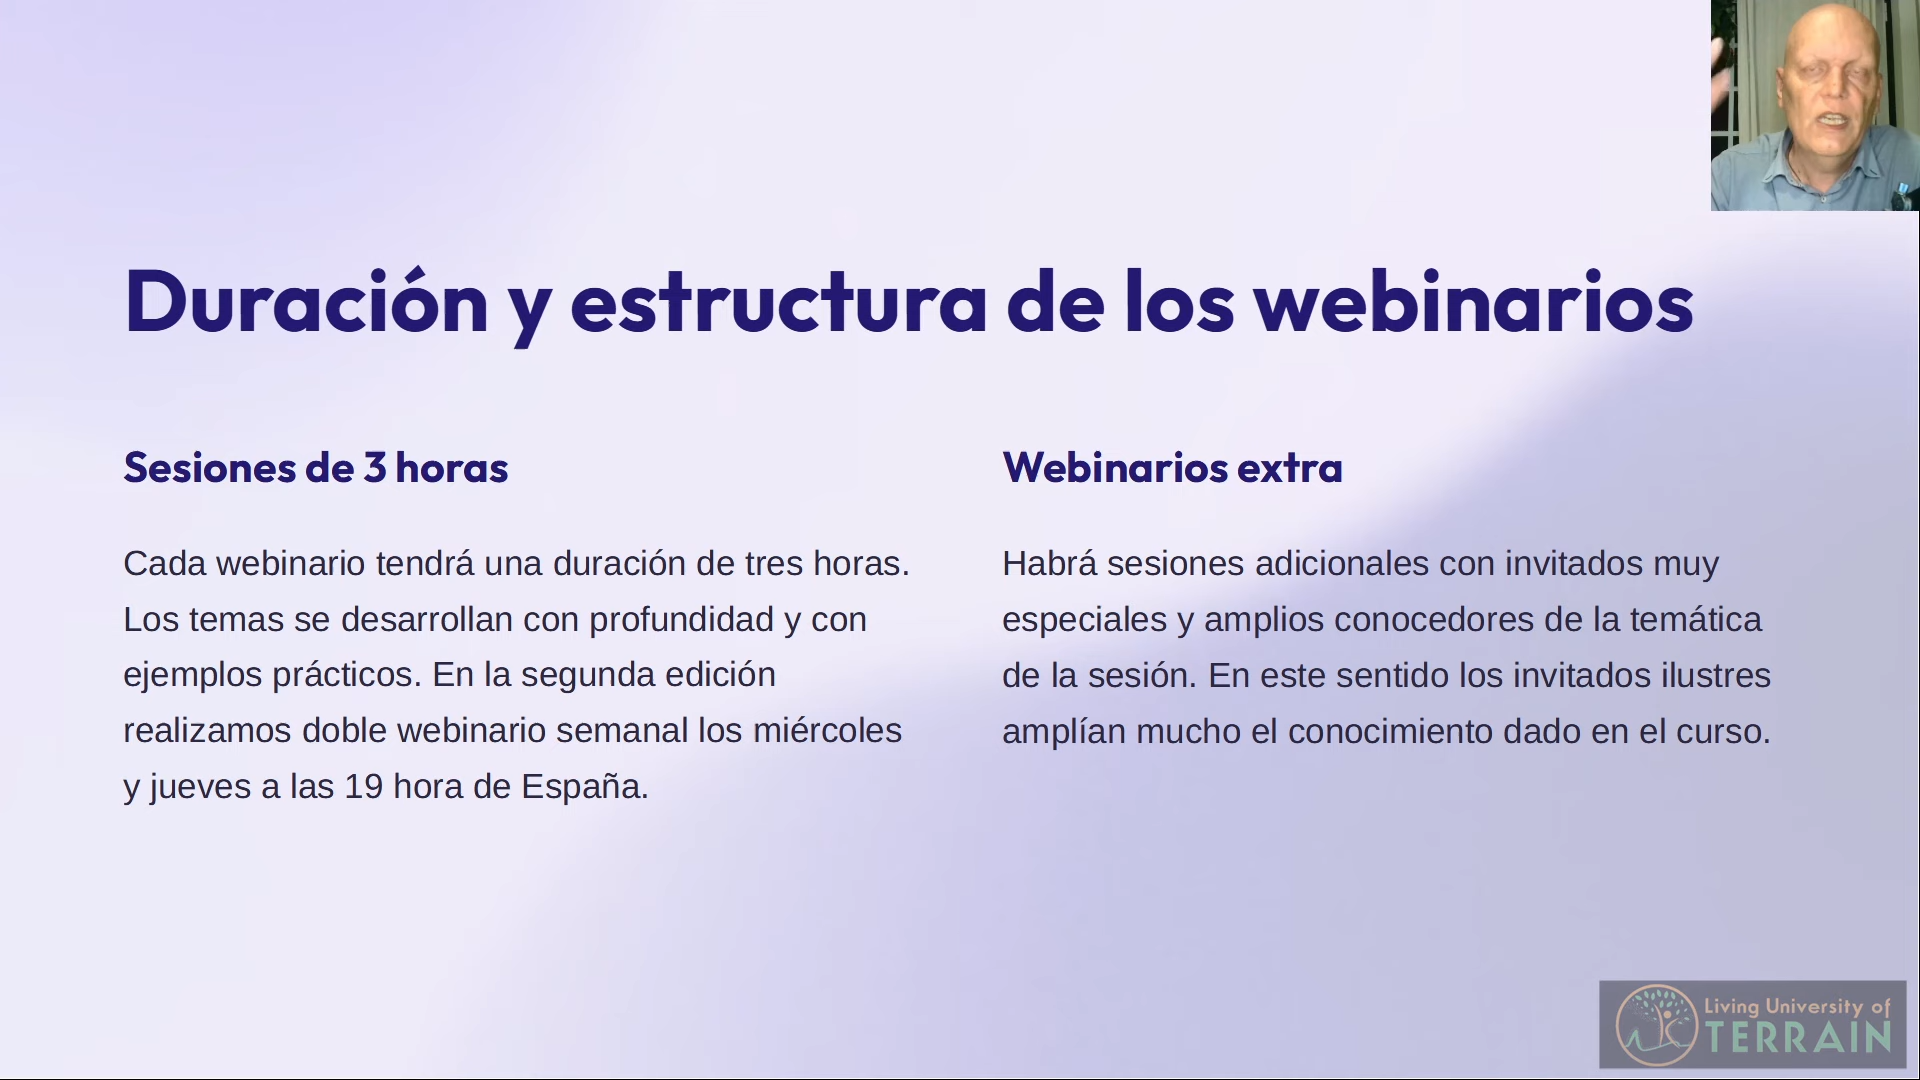 Duración y estructura de los webinarios
Sesiones de 3 horas
Cada webinario tendrá una duración de tres horas.
Los temas se desarrollan con profundidad y con
ejemplos prácticos. En la segunda edición
realizamos doble webinario semanal los miércoles
y jueves a las 19 hora de España.
Webinarios extra
Habrá sesiones adicionales con invitados muy
especiales y amplios conocedores de la temática
de la sesión. En este sentido los invitados ilustres
amplían mucho el conocimiento dado en el curso.
Living University of
TERRAIN